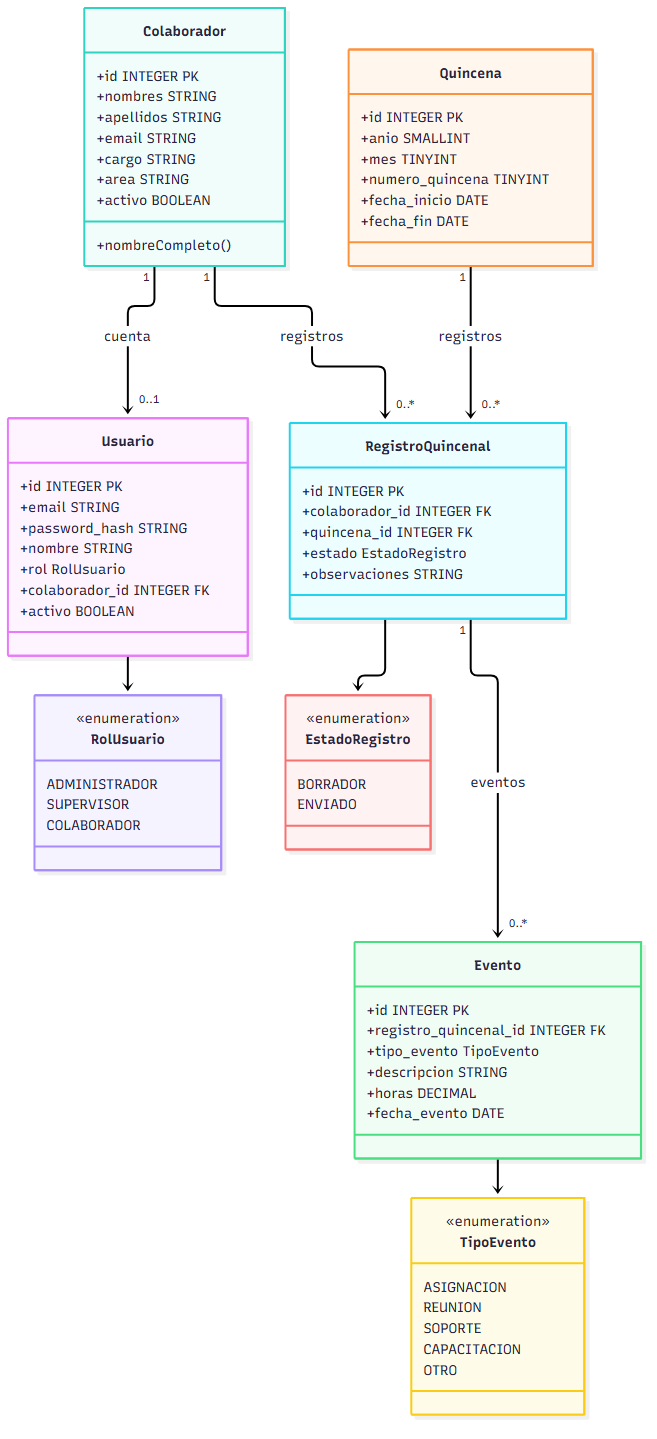 Colaborador
+id INTEGER PK
+nombres STRING
+apellidos STRING
+email STRING
+cargo STRING
+area STRING
+activo BOOLEAN
+nombreCompleto()
Quincena
+id INTEGER PK
+anio SMALLINT
+mes TINYINT
+numero_quincena TINYINT
+fecha_inicio DATE
+fecha_fin DATE
1
1
1
cuenta
registros
registros
0..1
0..*
0..*
Usuario
+id INTEGER PK
+email STRING
+password_hash STRING
+nombre STRING
+rol RolUsuario
+colaborador_id INTEGER FK
+activo BOOLEAN
RegistroQuincenal
+id INTEGER PK
+colaborador_id INTEGER FK
+quincena_id INTEGER FK
+estado EstadoRegistro
+observaciones STRING
1
«enumeration»
RolUsuario
ADMINISTRADOR
SUPERVISOR
COLABORADOR
«enumeration»
EstadoRegistro
BORRADOR
ENVIADO
eventos
0..*
Evento
+id INTEGER PK
+registro_quincenal_id INTEGER FK
+tipo_evento TipoEvento
+descripcion STRING
+horas DECIMAL
+fecha_evento DATE
«enumeration»
TipoEvento
ASIGNACION
REUNION
SOPORTE
CAPACITACION
OTRO